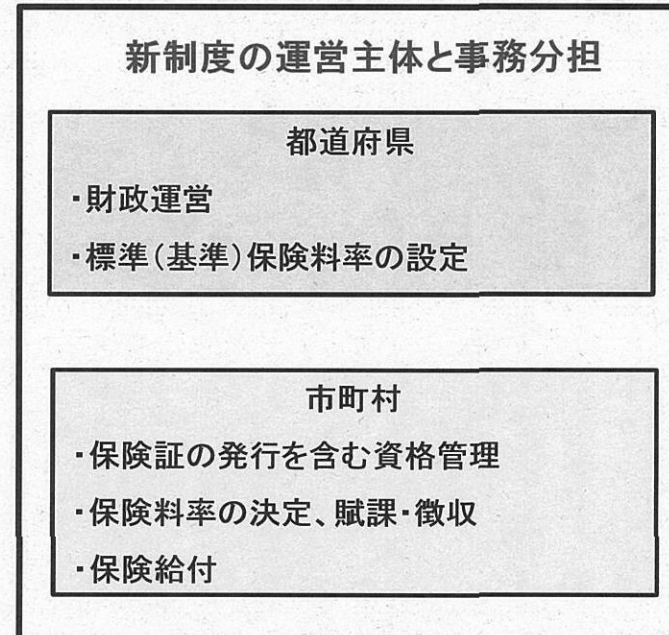 新制度の運営主体と事務分担
都道府県
・財政運営
・標準(基準)保険料率の設定
市町村
・保険証の発行を含む資格管理
・保険料率の決定、賦課・徴収
・保険給付